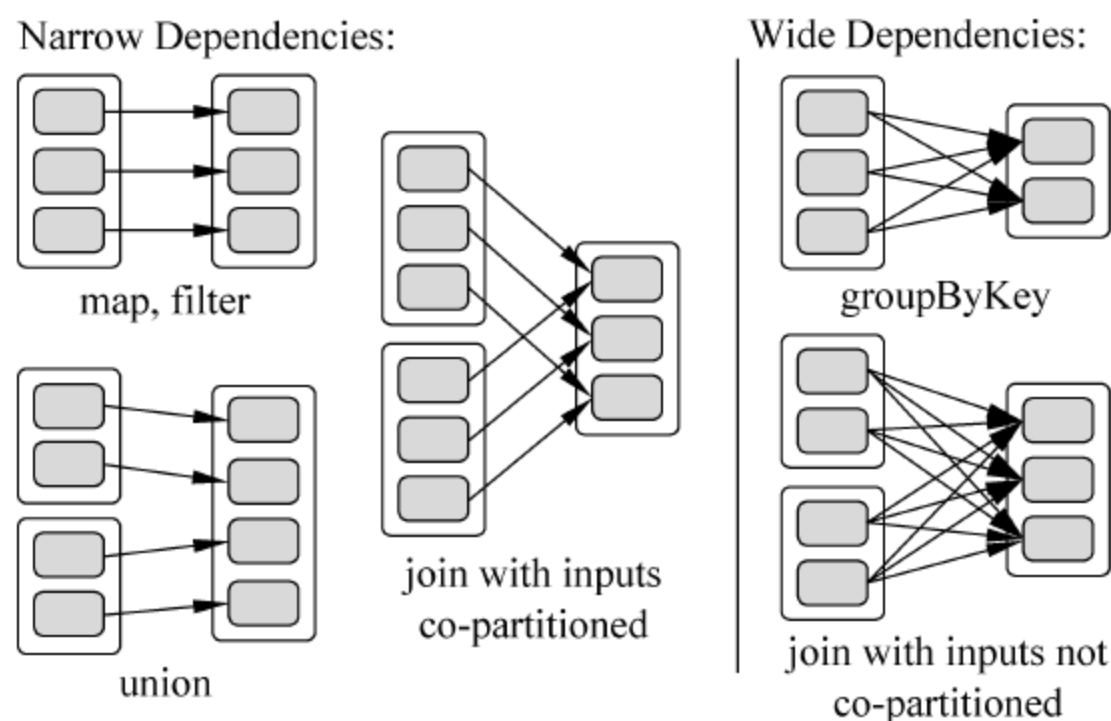 Narrow Dependencies:
map, filter
union
join with inputs
co-partitioned
Wide Dependencies:
groupByKey
join with inputs not
co-partitioned